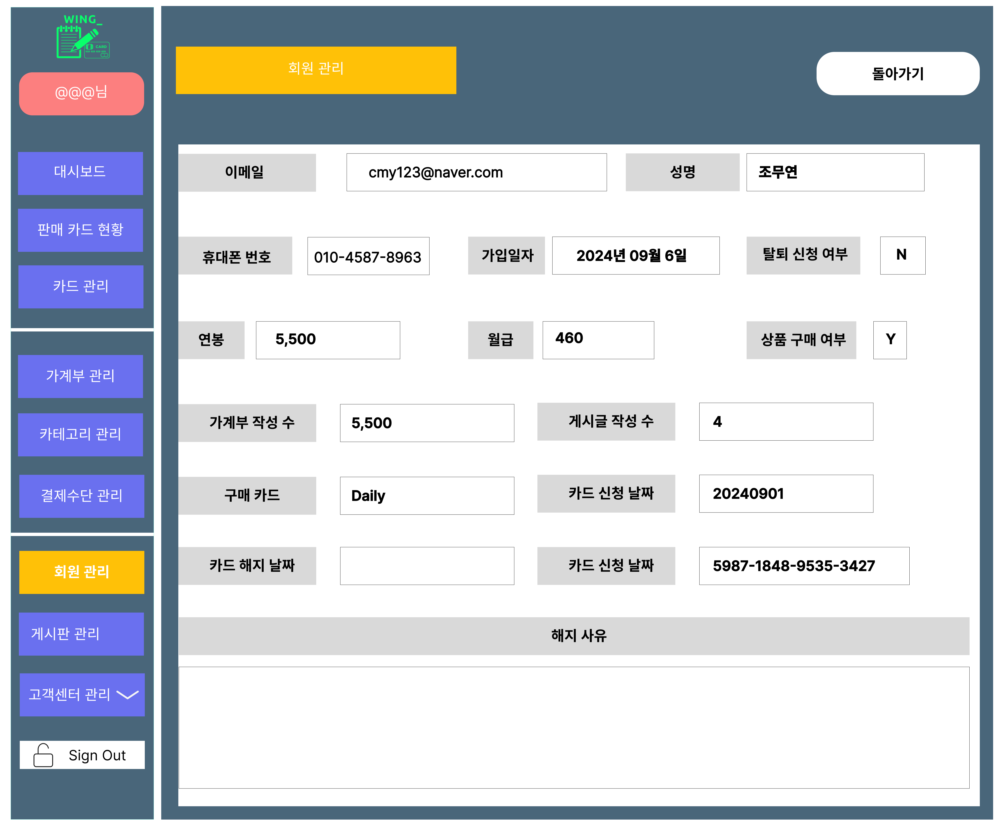 WING_
CARD
@@@님
대시보드
판매 카드 현황
카드 관리
가계부 관리
카테고리 관리
결제수단 관리
회원 관리
게시판 관리
고객센터 관리
Sign Out
회원 관리
돌아가기
이메일 cmy123@naver.com 성명 조무연
휴대폰 번호 010-4587-8963 가입일자 2024년 09월 6일 탈퇴 신청 여부 N
연봉 5,500 월급 460 상품 구매 여부 Y
가계부 작성 수 5,500 게시글 작성 수 4
구매 카드 Daily 카드 신청 날짜 20240901
카드 해지 날짜 카드 신청 날짜 5987-1848-9535-3427
해지 사유